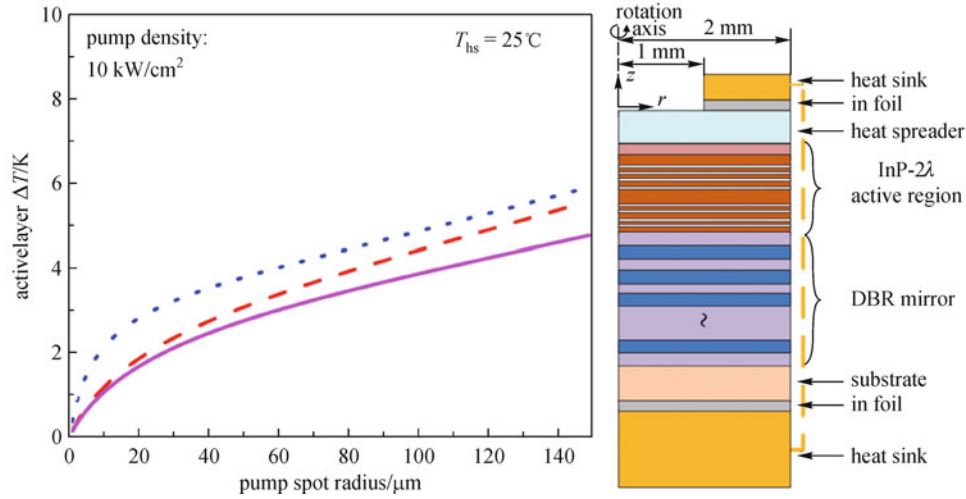 pump density:
10 kW/cm²
T_hs = 25℃
10
8
6
4
2
0
activelayer ΔT/K
0
20
40
60
80
100
120
140
pump spot radius/μm
rotation
axis
2 mm
1 mm
z
r
heat sink
in foil
heat spreader
InP-2λ
active region
DBR mirror
~
substrate
in foil
heat sink